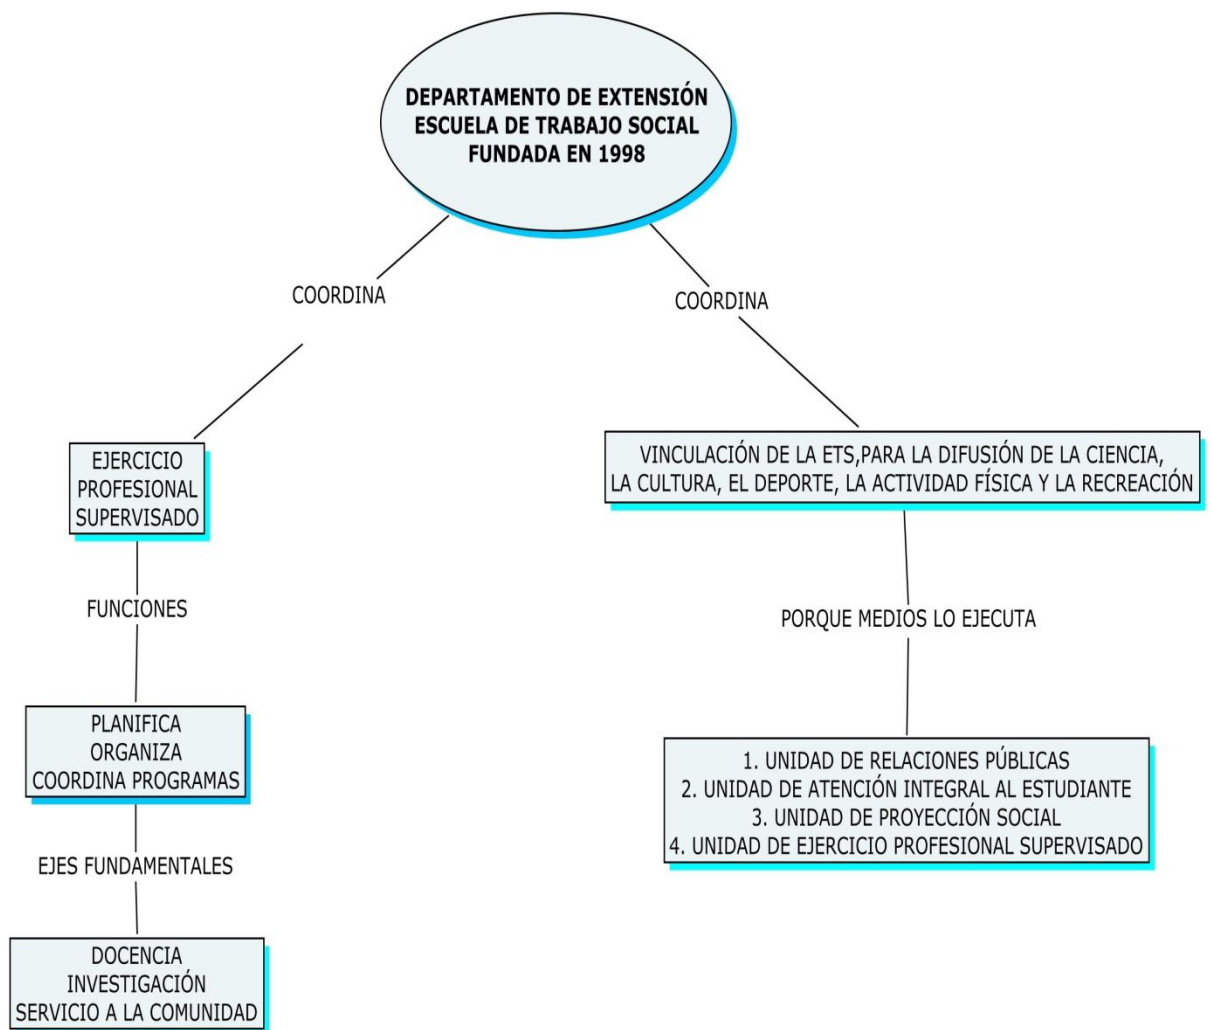 DEPARTAMENTO DE EXTENSIÓN
ESCUELA DE TRABAJO SOCIAL
FUNDADA EN 1998
COORDINA
EJERCICIO
PROFESIONAL
SUPERVISADO
FUNCIONES
PLANIFICA
ORGANIZA
COORDINA PROGRAMAS
EJES FUNDAMENTALES
DOCENCIA
INVESTIGACIÓN
SERVICIO A LA COMUNIDAD
COORDINA
VINCULACIÓN DE LA ETS,PARA LA DIFUSIÓN DE LA CIENCIA,
LA CULTURA, EL DEPORTE, LA ACTIVIDAD FÍSICA Y LA RECREACIÓN
PORQUE MEDIOS LO EJECUTA
1. UNIDAD DE RELACIONES PÚBLICAS
2. UNIDAD DE ATENCIÓN INTEGRAL AL ESTUDIANTE
3. UNIDAD DE PROYECCIÓN SOCIAL
4. UNIDAD DE EJERCICIO PROFESIONAL SUPERVISADO